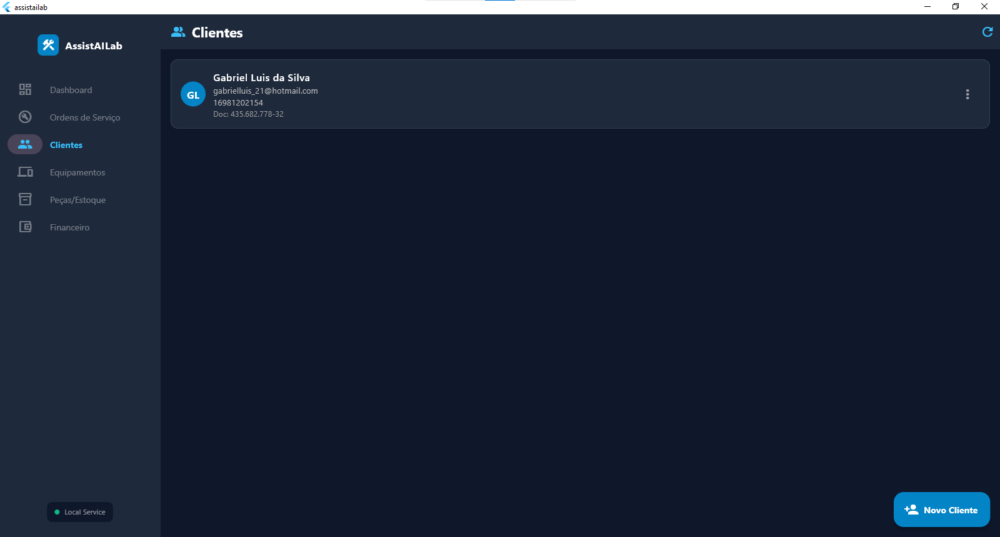 assistailab
AssistAILab
Dashboard
Ordens de Serviço
Clientes
Equipamentos
Peças/Estoque
Financeiro
Local Service
Clientes
GL
Gabriel Luis da Silva
gabrielluis_21@hotmail.com
16981202154
Doc: 435.682.778-32
Novo Cliente